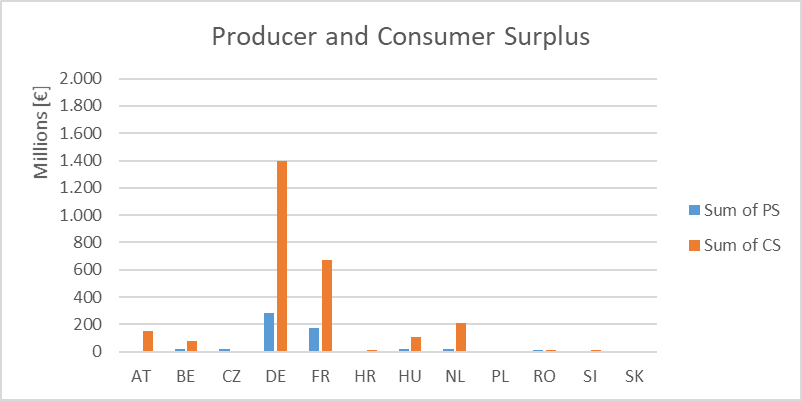 Producer and Consumer Surplus
Millions [€]
2.000
1.800
1.600
1.400
1.200
1.000
800
600
400
200
0
AT BE CZ DE FR HR HU NL PL RO SI SK
Sum of PS
Sum of CS